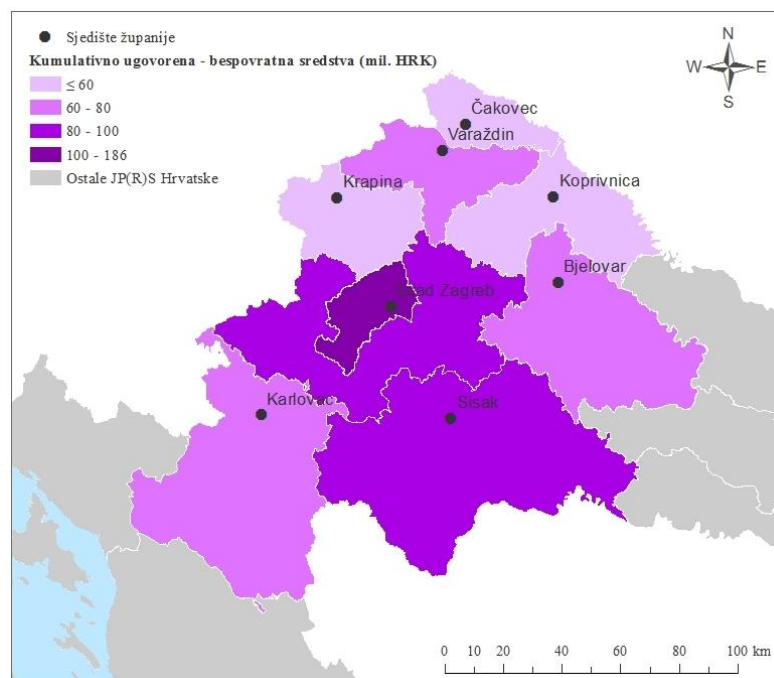 Sjedište županije
Kumulativno ugovorena - bespovratna sredstva (mil. HRK)
≤ 60
60 - 80
80 - 100
100 - 186
Ostale JP(R)S Hrvatske
N
W E
S
Čakovec
Varaždin
Krapina
Koprivnica
Bjelovar
Grad Zagreb
Karlovac
Sisak
0 10 20 40 60 80 100 km